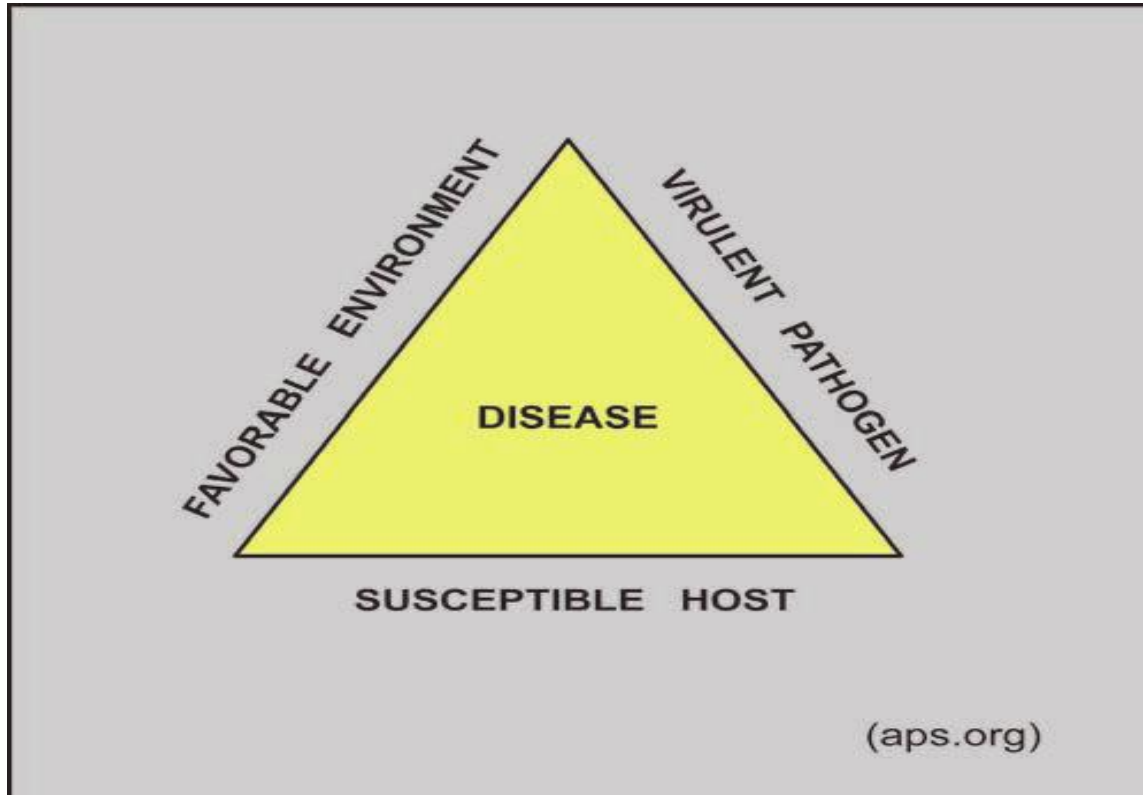 FAVORABLE ENVIRONMENT
VIRULENT PATHOGEN
DISEASE
SUSCEPTIBLE HOST
(aps.org)